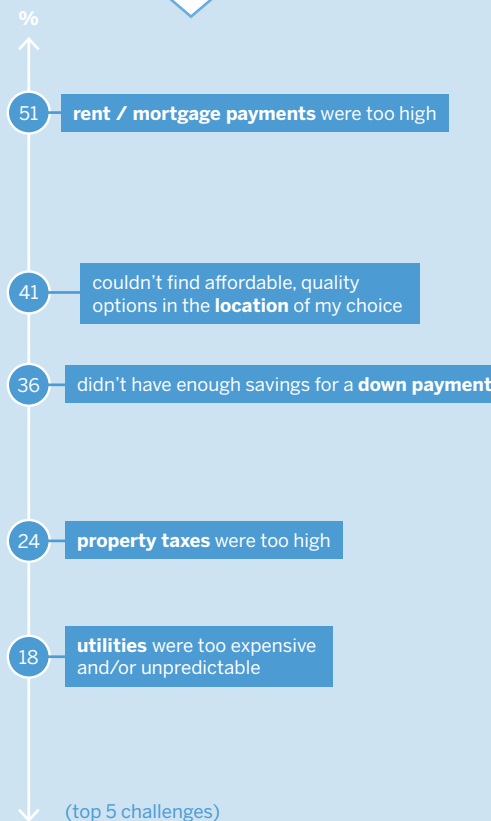 %
51
rent / mortgage payments were too high
41
couldn't find affordable, quality
options in the location of my choice
36
didn't have enough savings for a down payment
24
property taxes were too high
18
utilities were too expensive
and/or unpredictable
(top 5 challenges)